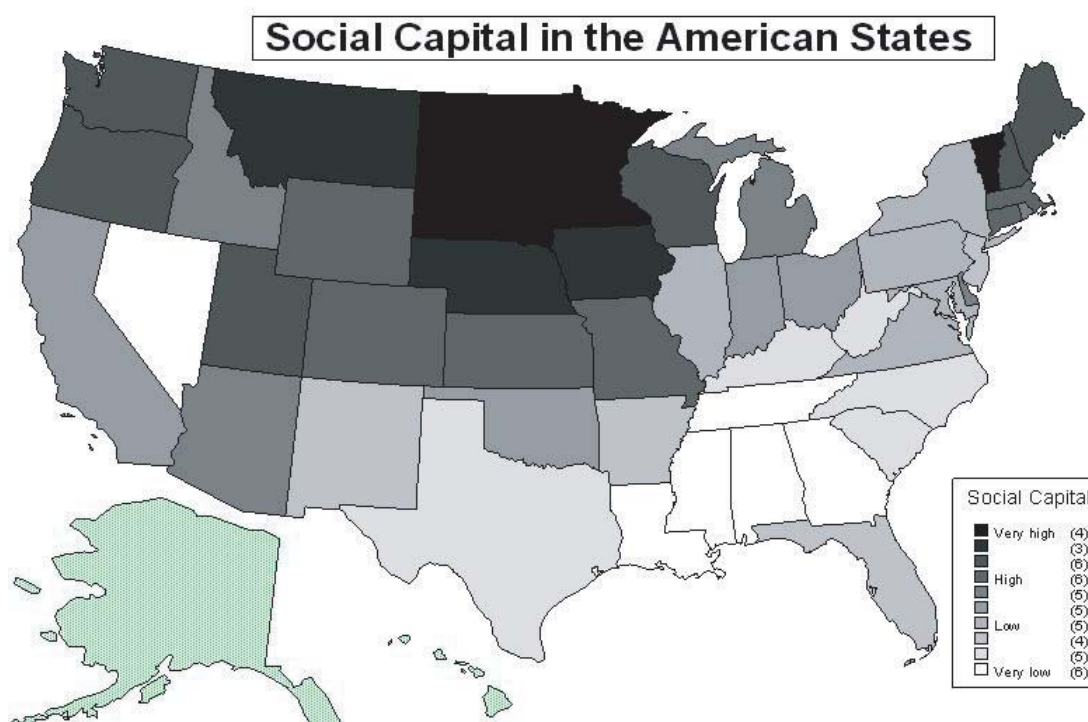 Social Capital in the American States
Social Capital
Very high (4)
(3)
(6)
High (6)
(5)
(5)
Low (5)
(4)
(5)
Very low (6)